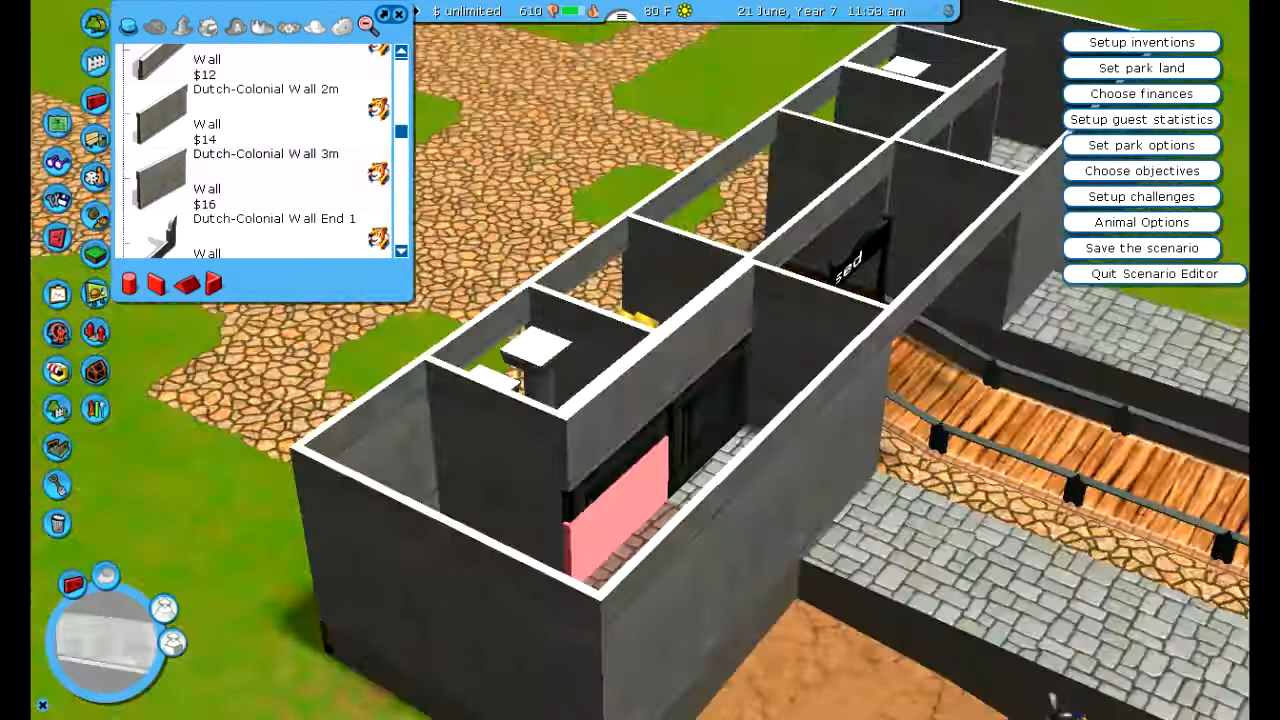 $ unlimited
610
80 F
21 June, Year 7 11:58 am
Wall
$12
Dutch-Colonial Wall 2m
Wall
$14
Dutch-Colonial Wall 3m
Wall
$16
Dutch-Colonial Wall End 1
Wall
Setup inventions
Set park land
Choose finances
Setup guest statistics
Set park options
Choose objectives
Setup challenges
Animal Options
Save the scenario
Quit Scenario Editor
sed